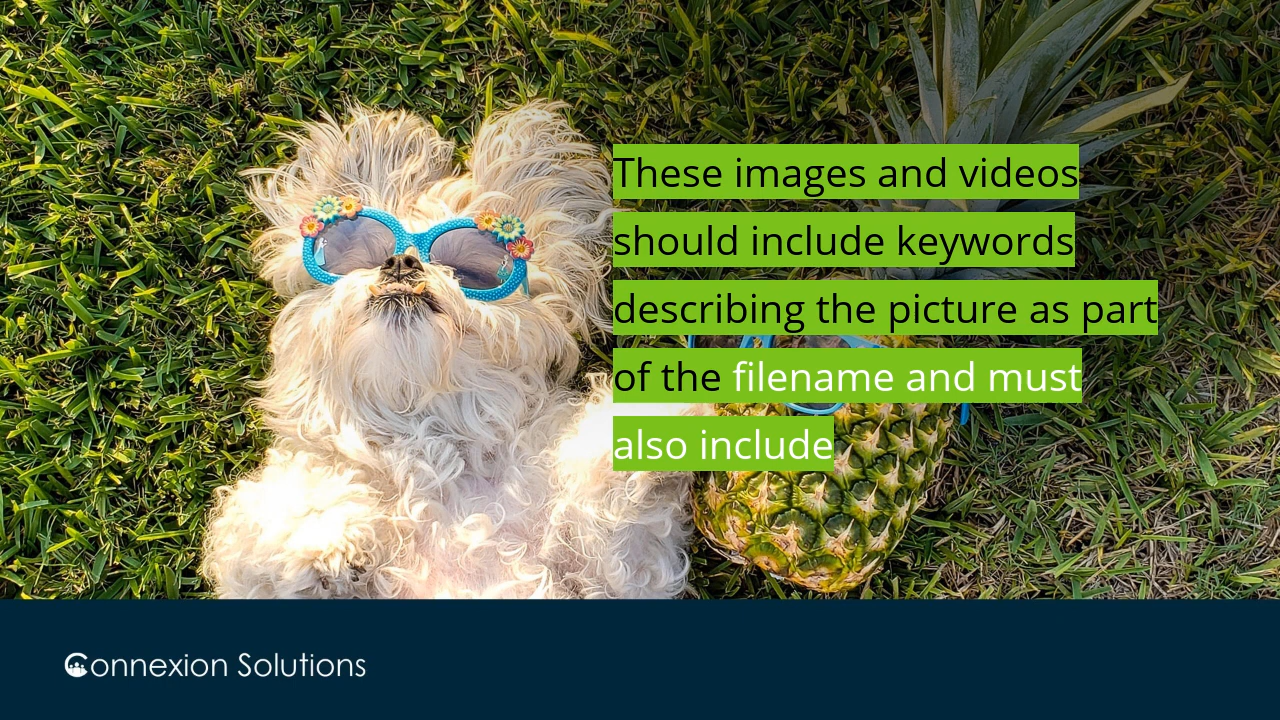 These images and videos
should include keywords
describing the picture as part
of the filename and must
also include
Connexion Solutions